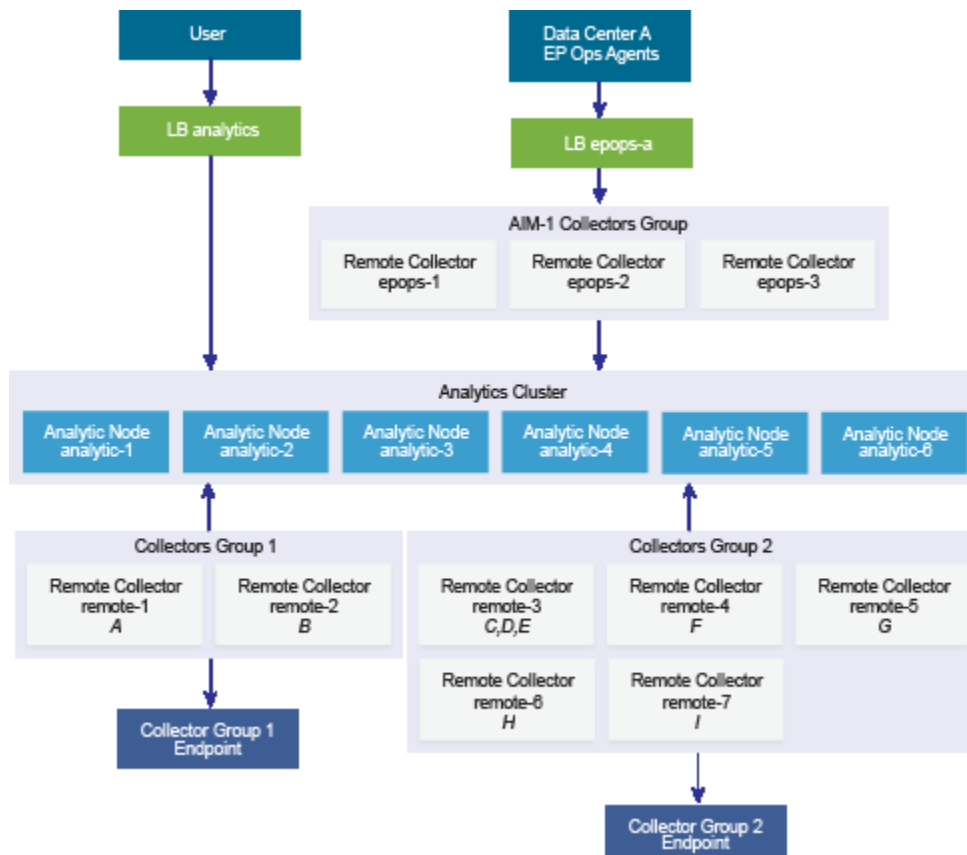 User
Data Center A
EP Ops Agents
LB analytics
LB epops-a
AIM-1 Collectors Group
Remote Collector
epops-1
Remote Collector
epops-2
Remote Collector
epops-3
Analytics Cluster
Analytic Node
analytic-1
Analytic Node
analytic-2
Analytic Node
analytic-3
Analytic Node
analytic-4
Analytic Node
analytic-5
Analytic Node
analytic-6
Collectors Group 1
Remote Collector
remote-1
A
Remote Collector
remote-2
B
Collectors Group 2
Remote Collector
remote-3
C,D,E
Remote Collector
remote-4
F
Remote Collector
remote-5
G
Remote Collector
remote-6
H
Remote Collector
remote-7
I
Collector Group 1
Endpoint
Collector Group 2
Endpoint